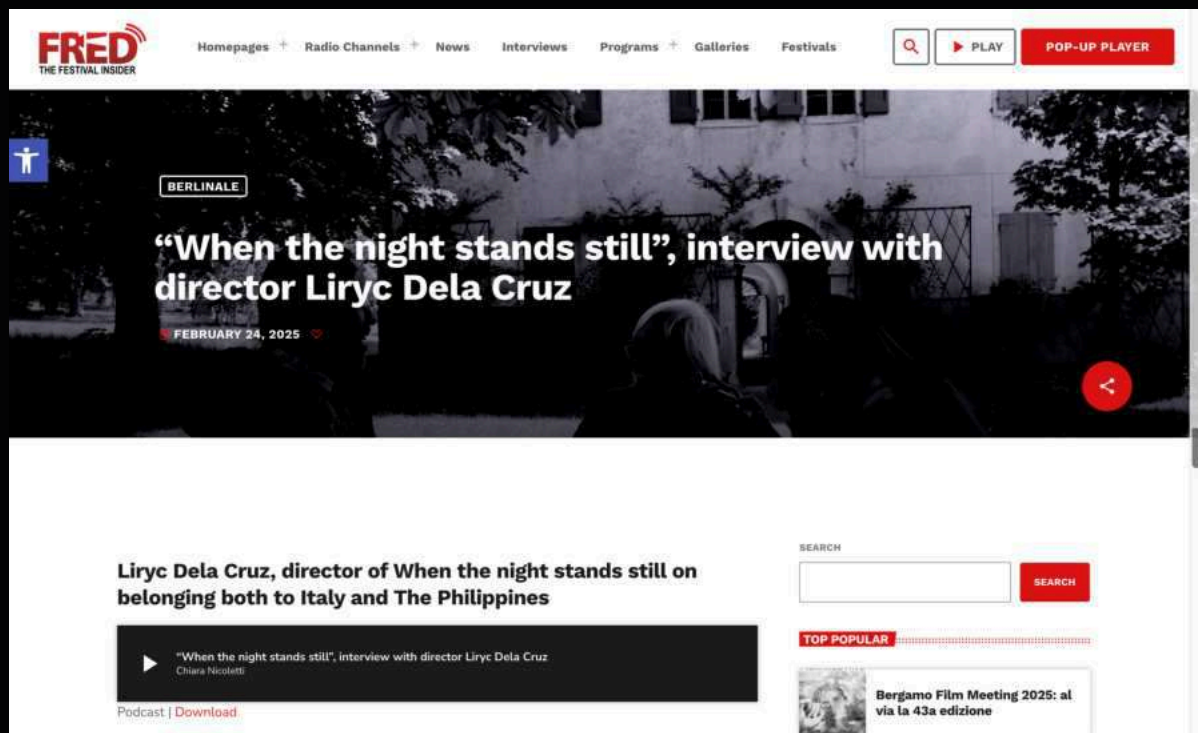 FRED
THE FESTIVAL INSIDER
Homepages +
Radio Channels +
News
Interviews
Programs +
Galleries
Festivals
PLAY
POP-UP PLAYER
BERLINALE
“When the night stands still”, interview with
director Liryc Dela Cruz
FEBRUARY 24, 2025
Liryc Dela Cruz, director of When the night stands still on
belonging both to Italy and The Philippines
“When the night stands still”, interview with director Liryc Dela Cruz
Chiara Nicoletti
Podcast | Download
SEARCH
SEARCH
TOP POPULAR
Bergamo Film Meeting 2025: al
via la 43a edizione